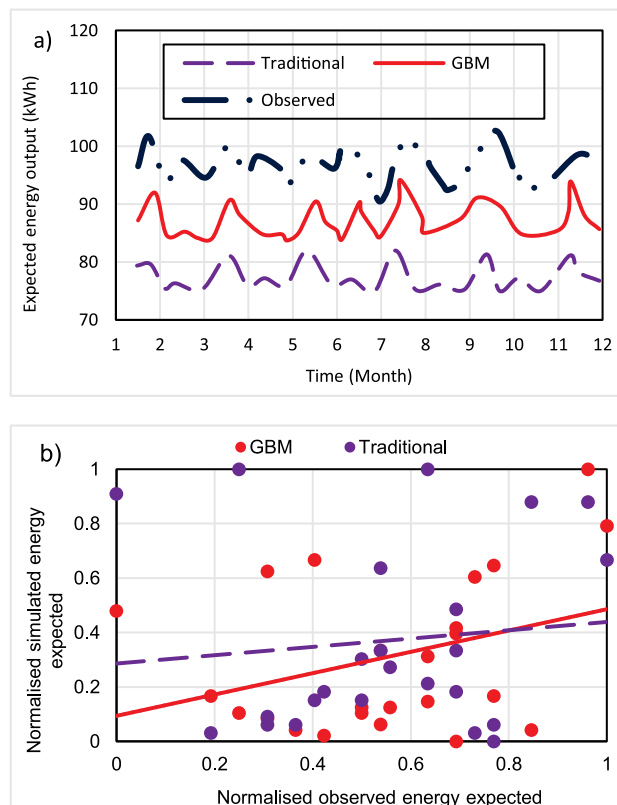 a)
120
110
100
90
80
70
Expected energy output (kWh)
Traditional
GBM
Observed
1 2 3 4 5 6 7 8 9 10 11 12
Time (Month)
b)
GBM
Traditional
1
0.8
0.6
0.4
0.2
0
Normalised simulated energy
expected
0 0.2 0.4 0.6 0.8 1
Normalised observed energy expected